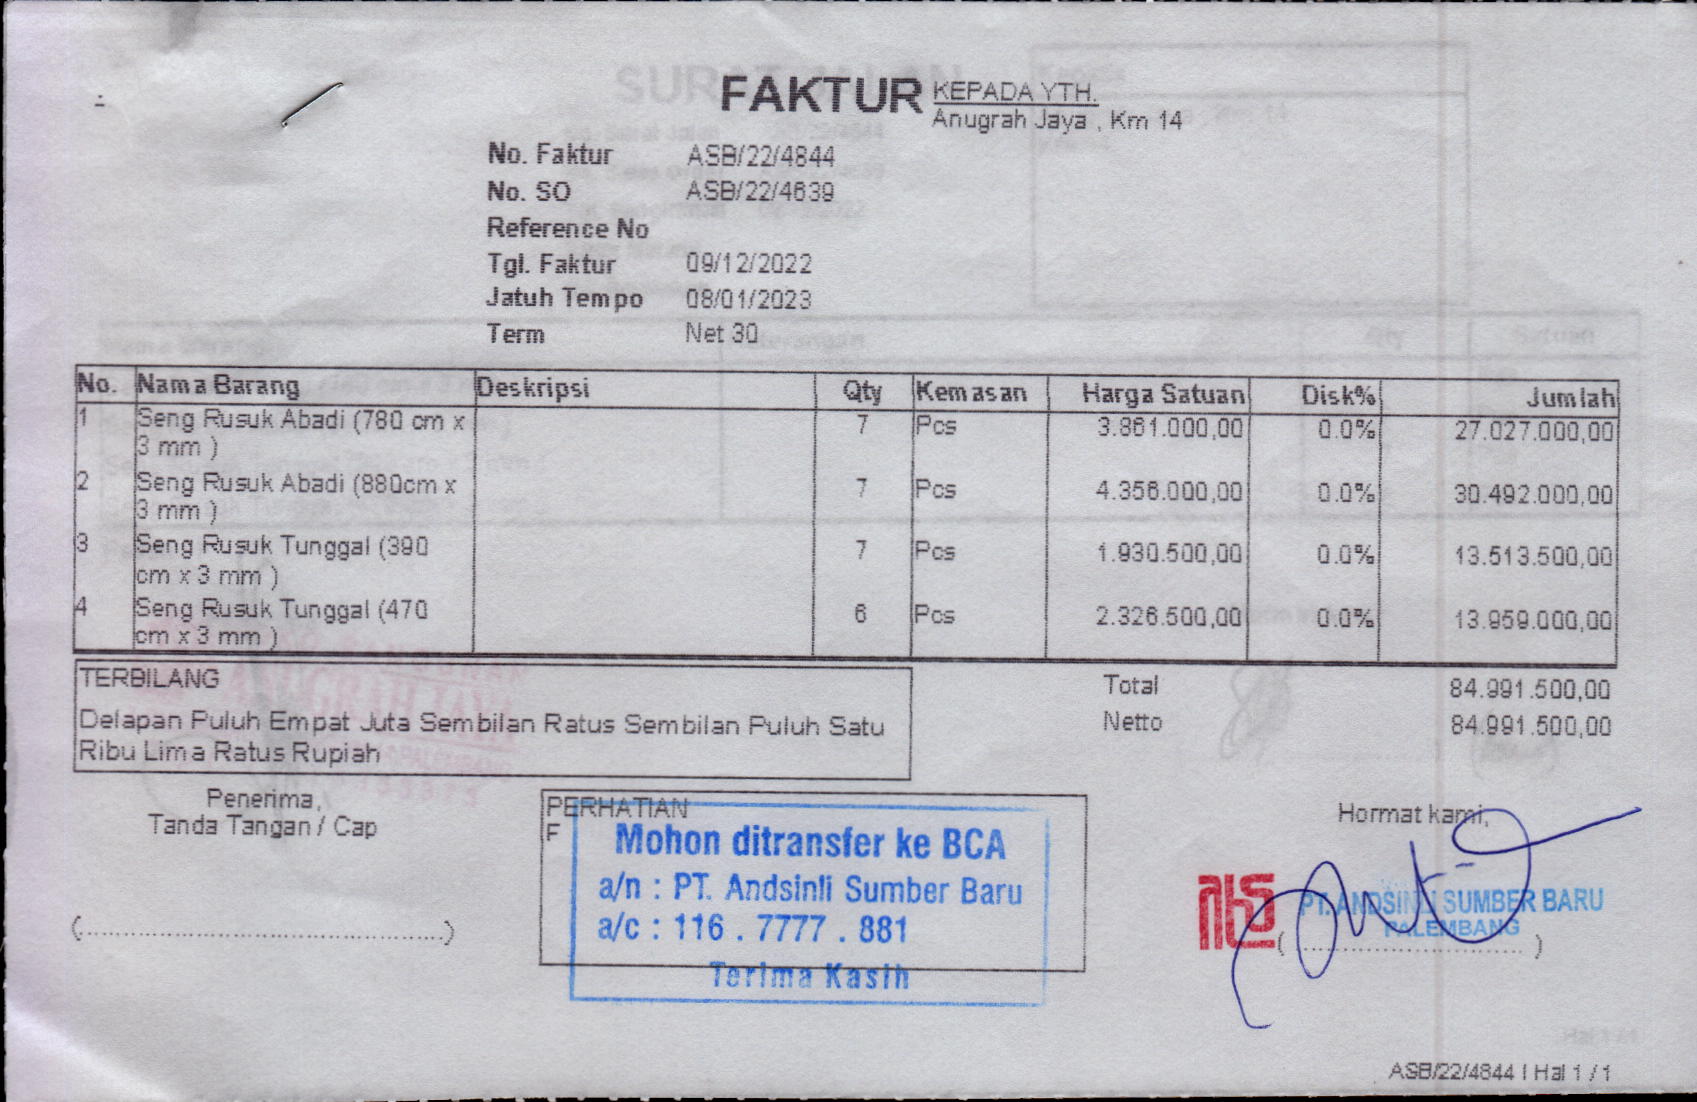 FAKTUR
KEPADA YTH.
Anugrah Jaya , Km 14
No. Faktur ASB/22/4844
No. SO ASB/22/4639
Reference No
Tgl. Faktur 09/12/2022
Jatuh Tempo 08/01/2023
Term Net 30
No. Nama Barang Deskripsi Qty Kemasan Harga Satuan Disk% Jumlah
1 Seng Rusuk Abadi (780 cm x 7 Pcs 3.861.000,00 0.0% 27.027.000,00
3 mm )
2 Seng Rusuk Abadi (880cm x 7 Pcs 4.356.000,00 0.0% 30.492.000,00
3 mm )
3 Seng Rusuk Tunggal (390 7 Pcs 1.930.500,00 0.0% 13.513.500,00
cm x 3 mm )
4 Seng Rusuk Tunggal (470 6 Pcs 2.326.500,00 0.0% 13.959.000,00
cm x 3 mm )
TERBILANG
Delapan Puluh Empat Juta Sembilan Ratus Sembilan Puluh Satu
Ribu Lima Ratus Rupiah
Total 84.991.500,00
Netto 84.991.500,00
Penerima,
Tanda Tangan / Cap
(..........................................)
PERHATIAN
F
Mohon ditransfer ke BCA
a/n : PT. Andsinli Sumber Baru
a/c : 116 . 7777 . 881
Terima Kasih
Hormat kami,
PT. ANDSINLI SUMBER BARU
PALEMBANG
(..........................)
ASB/22/4844 | Hal 1 / 1